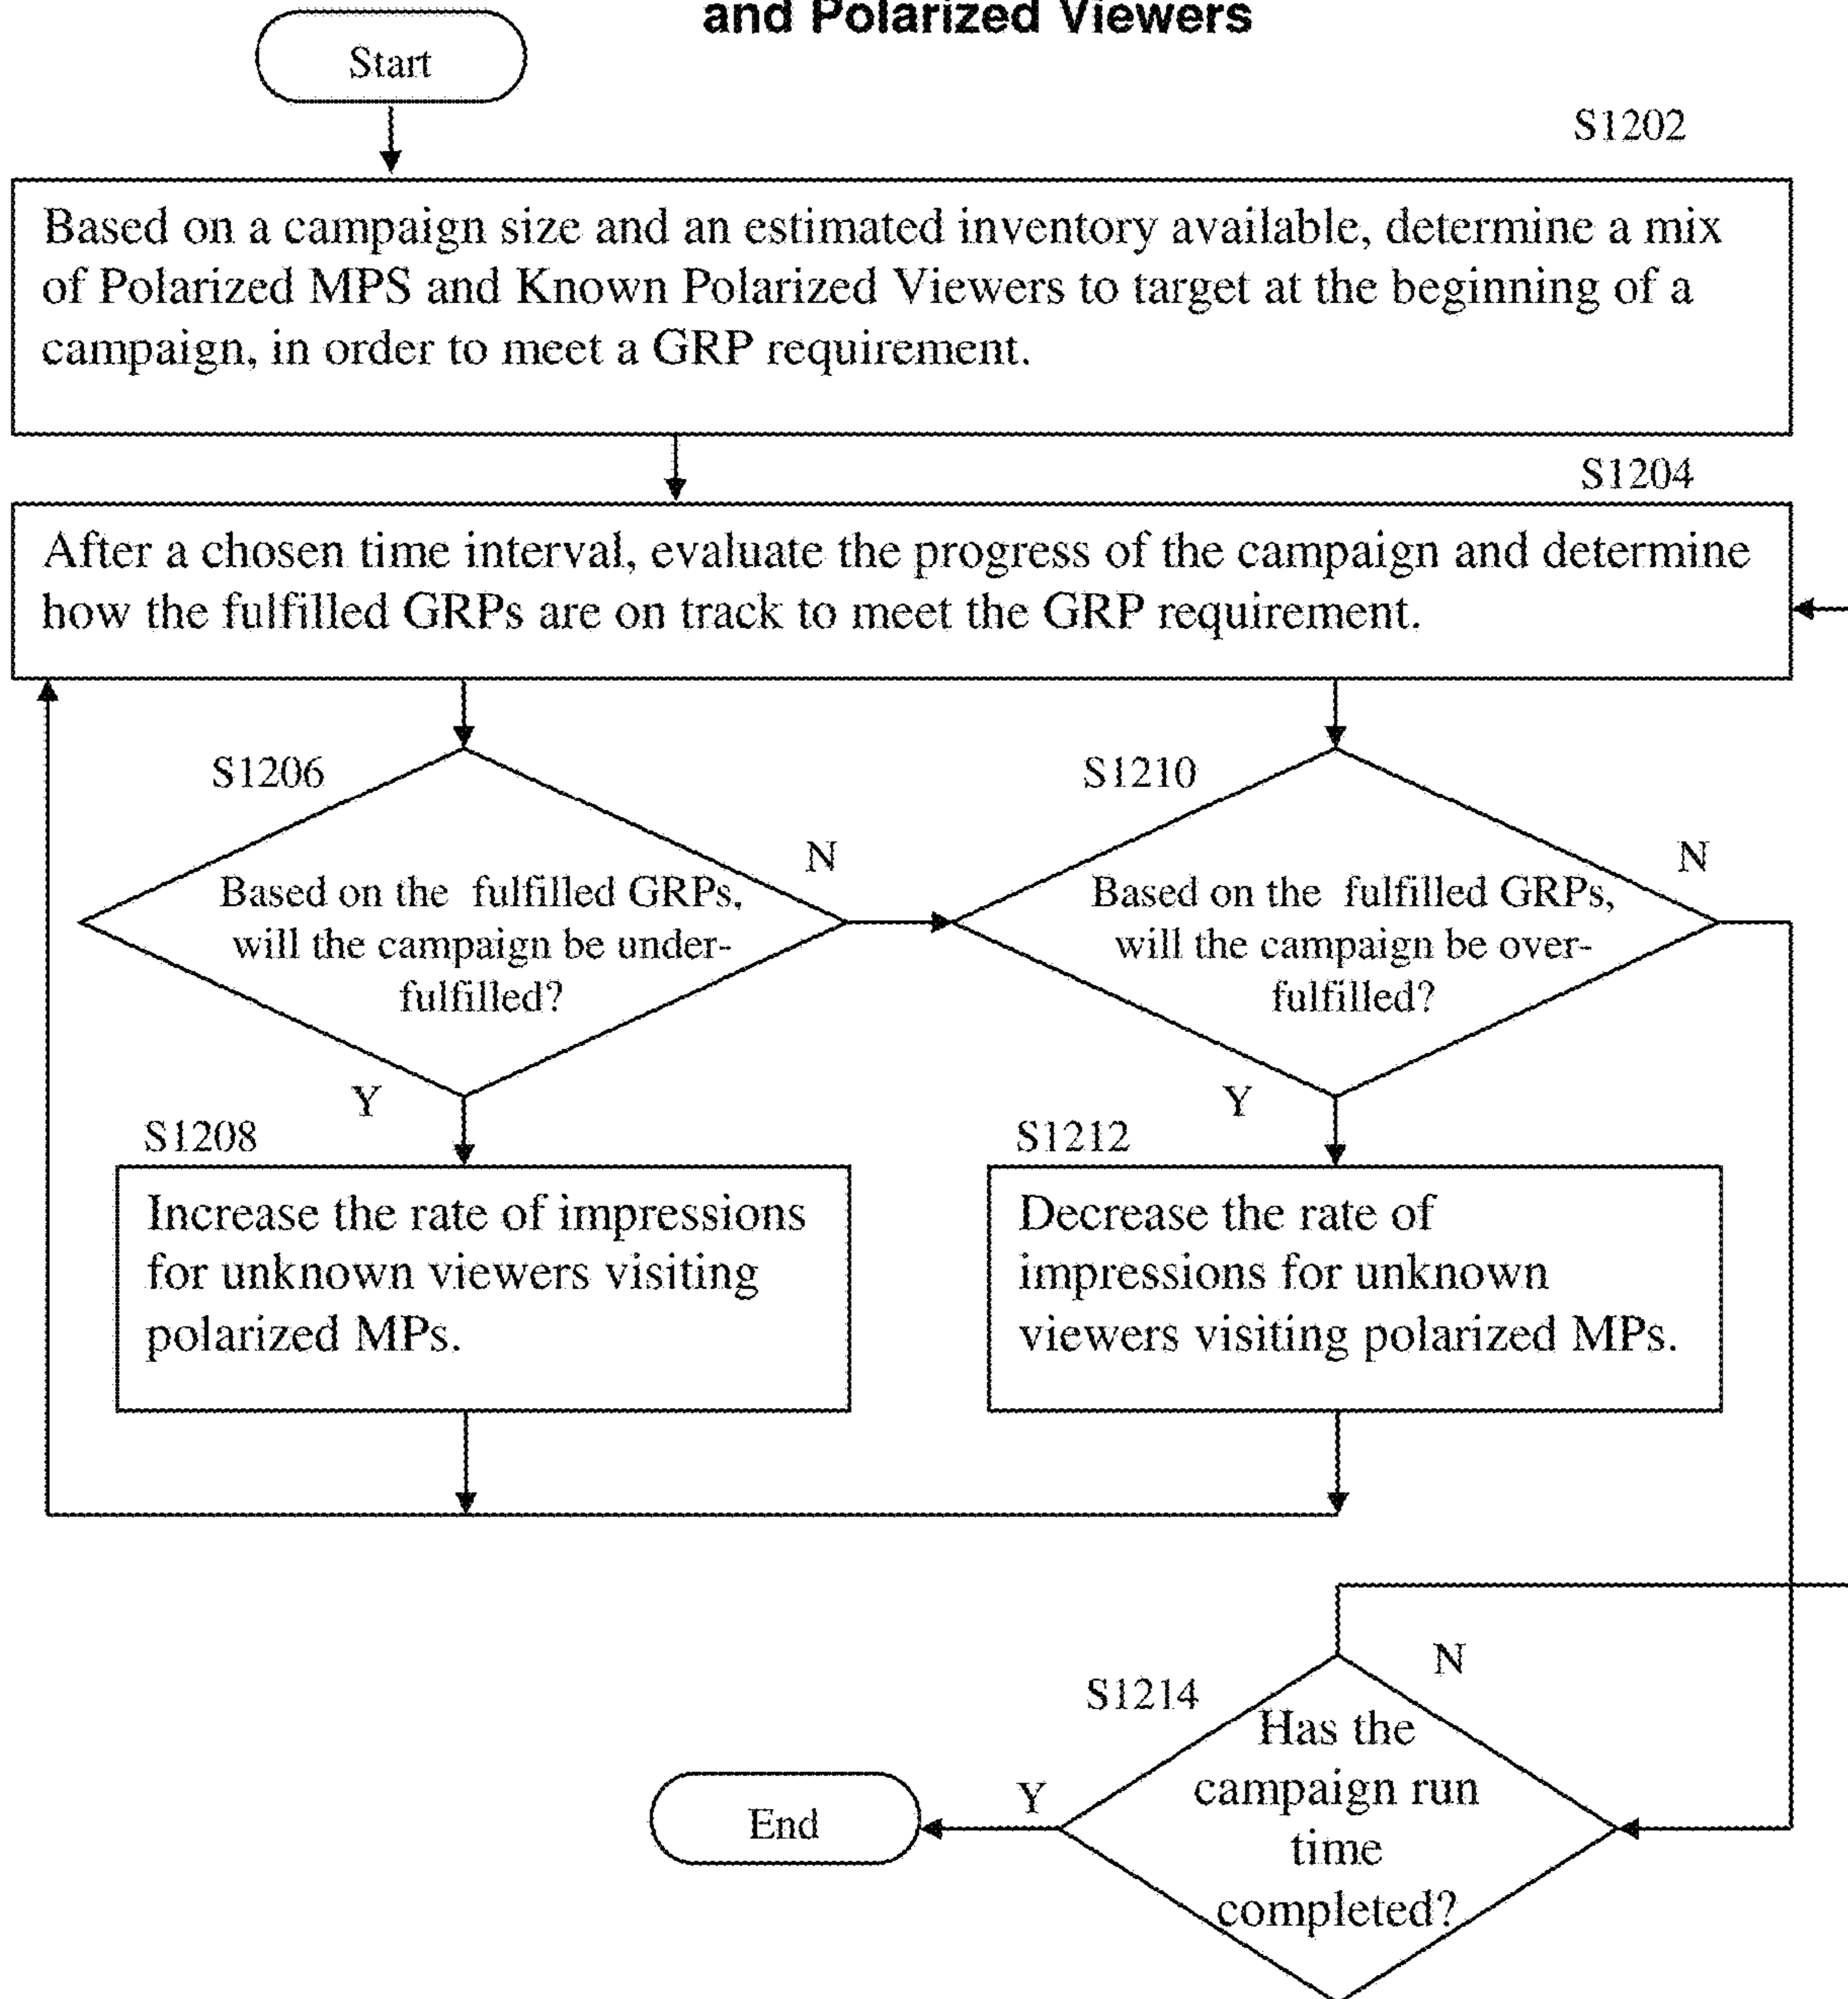 and Polarized Viewers
Start
S1202
Based on a campaign size and an estimated inventory available, determine a mix
of Polarized MPS and Known Polarized Viewers to target at the beginning of a
campaign, in order to meet a GRP requirement.
S1204
After a chosen time interval, evaluate the progress of the campaign and determine
how the fulfilled GRPs are on track to meet the GRP requirement.
S1206
N
Based on the fulfilled GRPs,
will the campaign be under-
fulfilled?
Y
S1210
N
Based on the fulfilled GRPs,
will the campaign be over-
fulfilled?
Y
S1208
Increase the rate of impressions
for unknown viewers visiting
polarized MPs.
S1212
Decrease the rate of
impressions for unknown
viewers visiting polarized MPs.
S1214
N
Has the
campaign run
time
completed?
Y
End